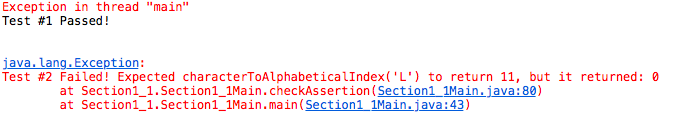 Exception in thread "main"
Test #1 Passed!
java.lang.Exception:
Test #2 Failed! Expected characterToAlphabeticalIndex('L') to return 11, but it returned: 0
at Section1_1.Section1_1Main.checkAssertion(Section1_1Main.java:80)
at Section1_1.Section1_1Main.main(Section1_1Main.java:43)